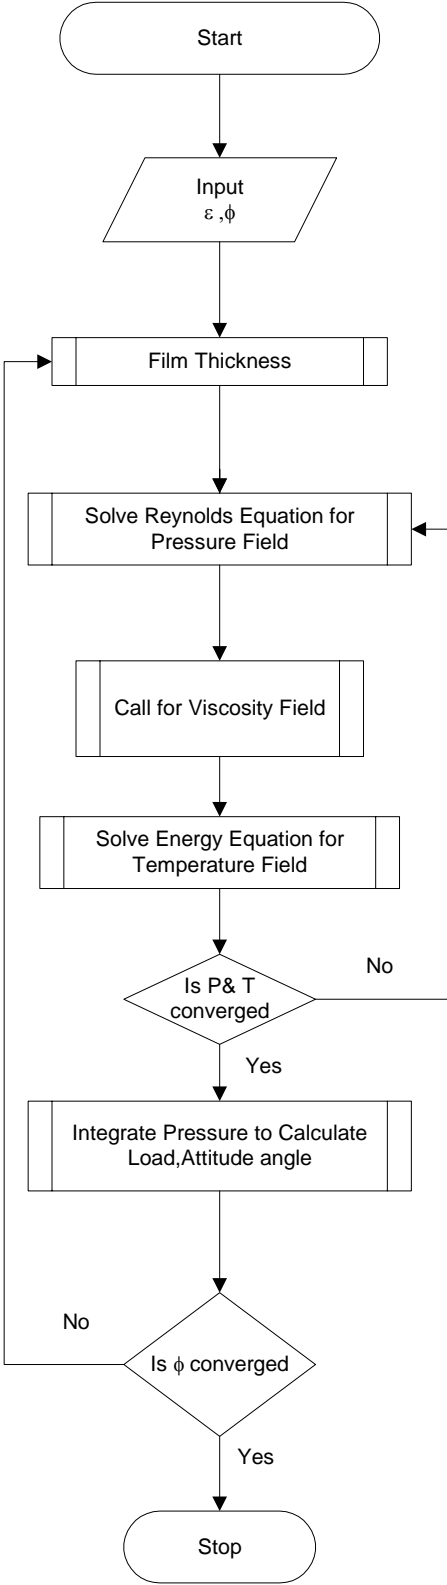 Start
Input
ε ,ϕ
Film Thickness
Solve Reynolds Equation for
Pressure Field
Call for Viscosity Field
Solve Energy Equation for
Temperature Field
Is P& T
converged
No
Yes
Integrate Pressure to Calculate
Load,Attitude angle
No
Is ϕ converged
Yes
Stop